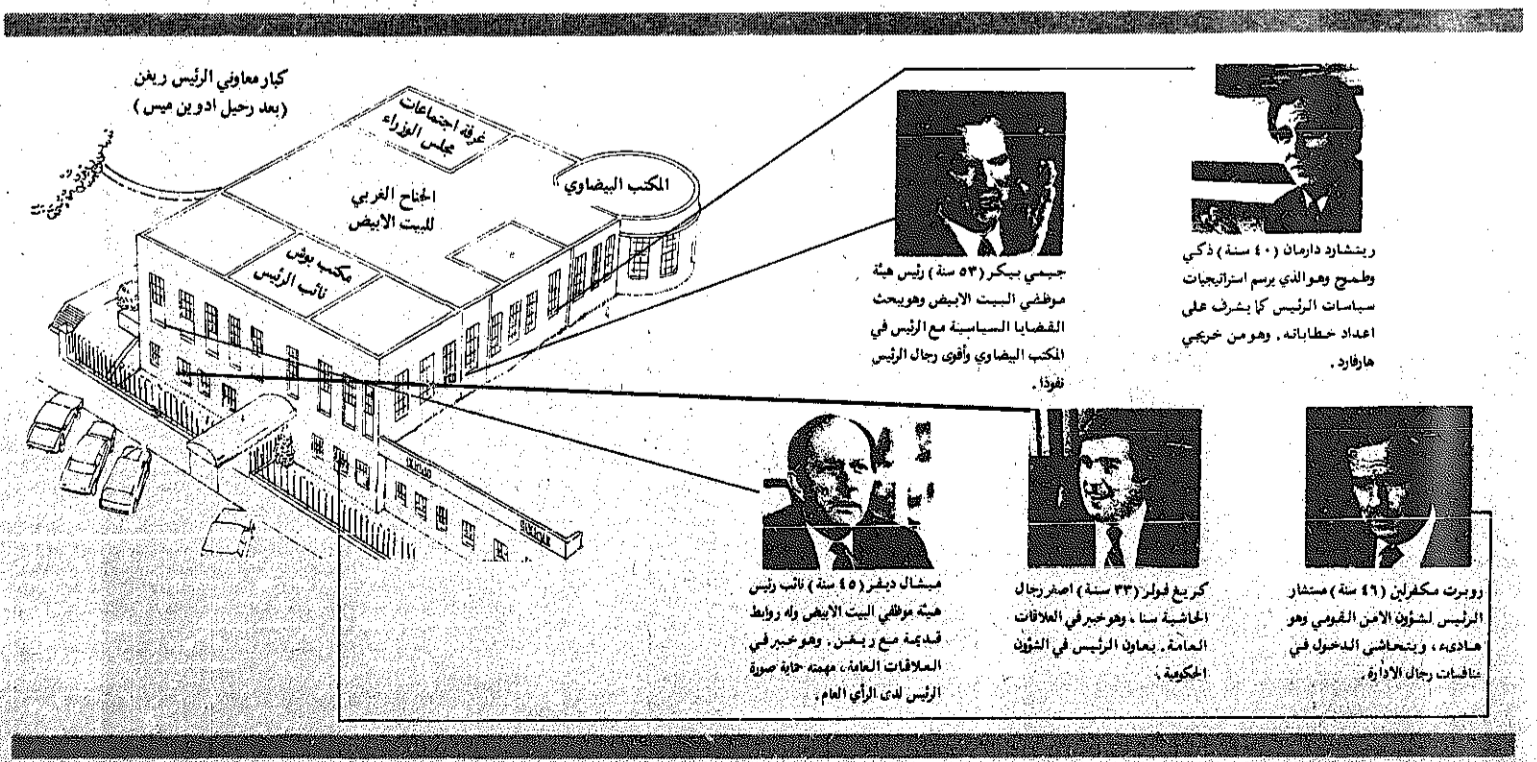 كبار معاوني الرئيس ريغن
(بعد رحيل ادوين ميس)
غرفة اجتماعات
مجلس الوزراء
المكتب البيضاوي
الجناح الغربي
للبيت الابيض
مكتب بوش
نائب الرئيس
ريتشارد دارمان (٤٠ سنة) ذكي
وطموح وهو الذي يرسم استراتيجيات
سياسات الرئيس كما يشرف على
اعداد خطاباته. وهو من خريجي
هارفارد.
جيمي بيكر (٥٣ سنة) رئيس هيئة
موظفي البيت الابيض وهو يبحث
القضايا السياسية مع الرئيس في
المكتب البيضاوي وأقوى رجال الرئيس
نفوذا.
روبرت مكفرلين (٤٦ سنة) مستشار
الرئيس لشؤون الامن القومي وهو
هادىء، ويتحاشى الدخول في
منافسات رجال الادارة.
كريغ فولر (٣٣ سنة) اصغر رجال
الحاشية سنا، وهو خبير في العلاقات
العامة. يعاون الرئيس في الشؤون
الحكومية.
ميشال ديفر (٤٥ سنة) نائب رئيس
هيئة موظفي البيت الابيض وله روابط
قديمة مع ريغن. وهو خبير في
العلاقات العامة، مهمته حماية صورة
الرئيس لدى الرأي العام.